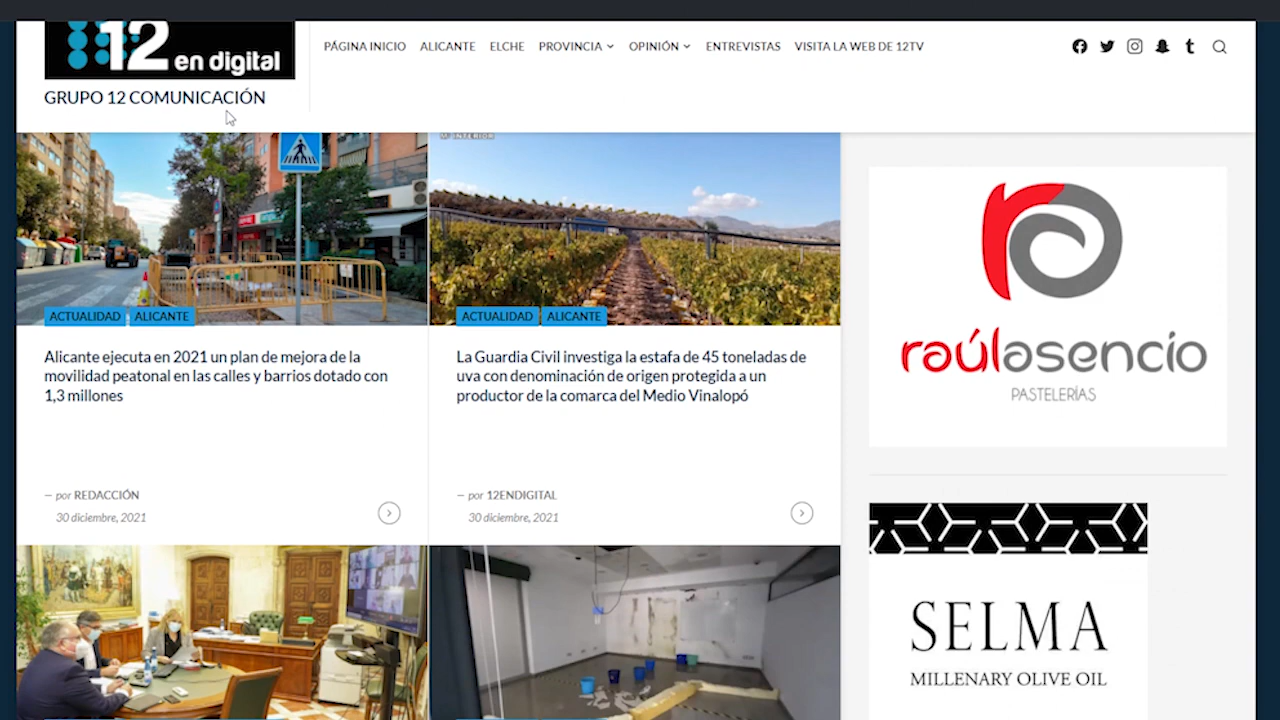 12 en digital
GRUPO 12 COMUNICACIÓN
PÁGINA INICIO ALICANTE ELCHE PROVINCIA OPINIÓN ENTREVISTAS VISITA LA WEB DE 12TV
ACTUALIDAD ALICANTE
Alicante ejecuta en 2021 un plan de mejora de la
movilidad peatonal en las calles y barrios dotado con
1,3 millones
— por REDACCIÓN
30 diciembre, 2021
M. INTERIOR
ACTUALIDAD ALICANTE
La Guardia Civil investiga la estafa de 45 toneladas de
uva con denominación de origen protegida a un
productor de la comarca del Medio Vinalopó
— por 12ENDIGITAL
30 diciembre, 2021
raúlasencio
PASTELERÍAS
SELMA
MILLENARY OLIVE OIL